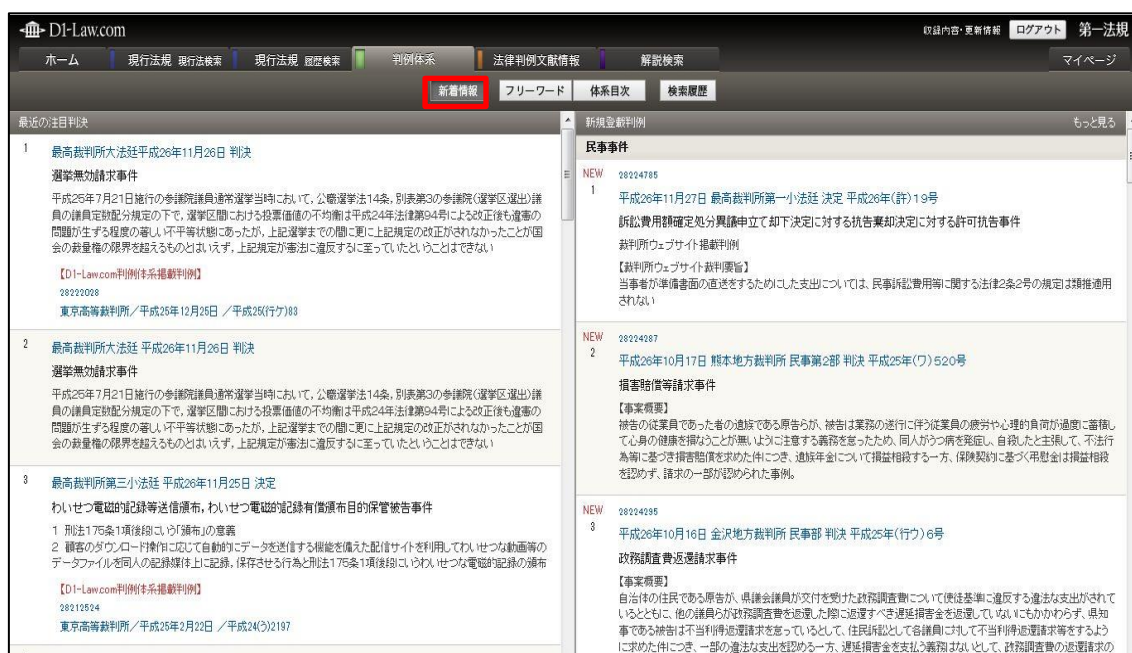 D1-Law.com
収録内容・更新情報 ログアウト 第一法規
ホーム 現行法規 現行法検索 現行法規 履歴検索 判例体系 法律判例文献情報 解説検索 マイページ
新着情報 フリーワード 体系目次 検索履歴
最近の注目判決
1 最高裁判所大法廷平成26年11月26日 判決
選挙無効請求事件
平成25年7月21日施行の参議院議員通常選挙当時において,公職選挙法14条,別表第3の参議院(選挙区選出)議
員の議員定数配分規定の下で,選挙区間における投票価値の不均衡は平成24年法律第94号による改正後も違憲の
問題が生ずる程度の著しい不平等状態にあったが,上記選挙までの間に更に上記規定の改正がされなかったことが国
会の裁量権の限界を超えるものとはいえず,上記規定が憲法に違反するに至っていたということはできない
【D1-Law.com判例体系掲載判例】
28222028
東京高等裁判所/平成25年12月25日 /平成25(行ケ)83
2 最高裁判所大法廷 平成26年11月26日 判決
選挙無効請求事件
平成25年7月21日施行の参議院議員通常選挙当時において,公職選挙法14条,別表第3の参議院(選挙区選出)議
員の議員定数配分規定の下で,選挙区間における投票価値の不均衡は平成24年法律第94号による改正後も違憲の
問題が生ずる程度の著しい不平等状態にあったが,上記選挙までの間に更に上記規定の改正がされなかったことが国
会の裁量権の限界を超えるものとはいえず,上記規定が憲法に違反するに至っていたということはできない
3 最高裁判所第三小法廷 平成26年11月25日 決定
わいせつ電磁的記録等送信頒布,わいせつ電磁的記録有償頒布目的保管被告事件
1 刑法175条1項後段にいう「頒布」の意義
2 顧客のダウンロード操作に応じて自動的にデータを送信する機能を備えた配信サイトを利用してわいせつな動画等の
データファイルを同人の記録媒体上に記録,保存させる行為と刑法175条1項後段にいうわいせつな電磁的記録の頒布
【D1-Law.com判例体系掲載判例】
28212524
東京高等裁判所/平成25年2月22日 /平成24(う)2197
新規登載判例 もっと見る
民事事件
NEW 28224785
1 平成26年11月27日 最高裁判所第一小法廷 決定 平成26年(許)19号
訴訟費用額確定処分異議申立て却下決定に対する抗告棄却決定に対する許可抗告事件
裁判所ウェブサイト掲載判例
【裁判所ウェブサイト裁判要旨】
当事者が準備書面の直送をするためにした支出については、民事訴訟費用等に関する法律2条2号の規定は類推適用
されない
NEW 28224287
2 平成26年10月17日 熊本地方裁判所 民事第2部 判決 平成25年(ワ)520号
損害賠償等請求事件
【事案概要】
被告の従業員であった者の遺族である原告らが、被告は業務の遂行に伴う従業員の疲労や心理的負荷が過度に蓄積し
て心身の健康を損なうことが無いように注意する義務を怠ったため、同人がうつ病を発症し、自殺したと主張して、不法行
為等に基づき損害賠償を求めた件につき、遺族年金について損益相殺する一方、保険契約に基づく弔慰金は損益相殺
を認めず、請求の一部が認められた事例。
NEW 28224295
3 平成26年10月16日 金沢地方裁判所 民事部 判決 平成25年(行ウ)6号
政務調査費返還請求事件
【事案概要】
自治体の住民である原告が、県議会議員が交付を受けた政務調査費について使途基準に違反する違法な支出がされて
いるとともに、他の議員らが政務調査費を返還した際に返還すべき遅延損害金を返還していないにもかかわらず、県知
事である被告は不当利得返還請求を怠っているとして、住民訴訟として各議員に対して不当利得返還請求等をするよう
に求めた件につき、一部の違法な支出を認める一方、遅延損害金を支払う義務はないとして、政務調査費の返還請求の